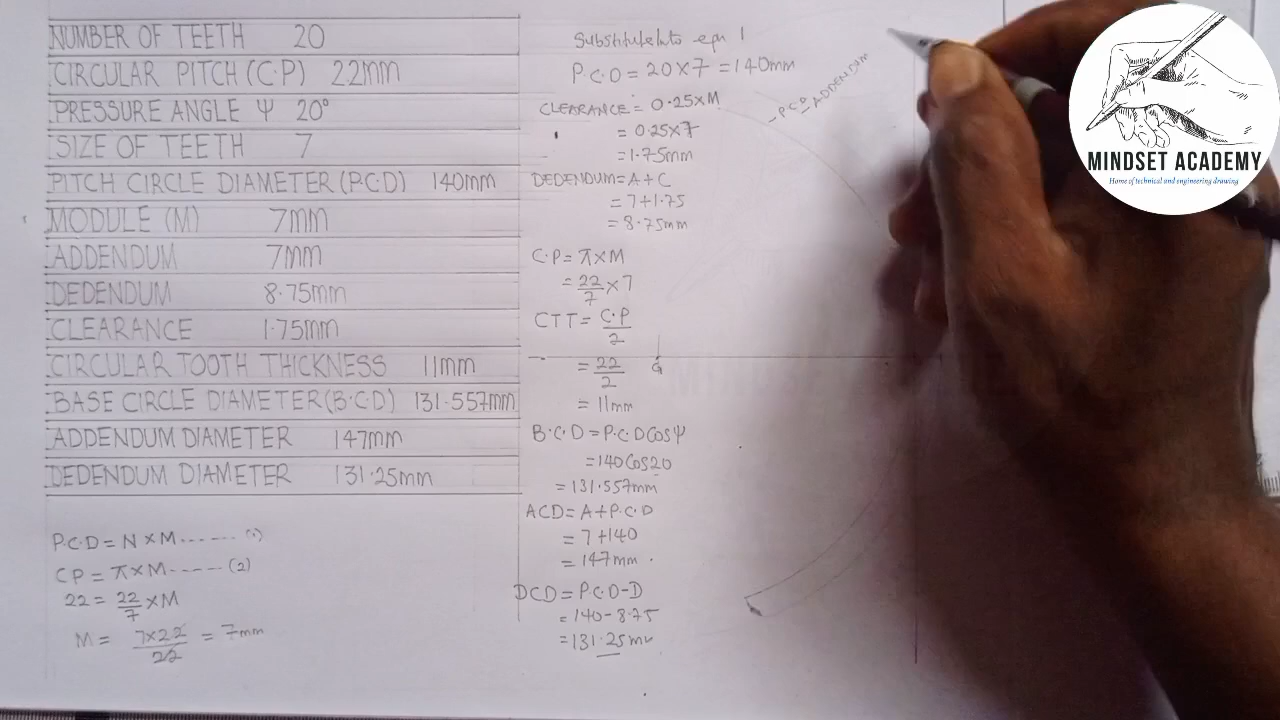 NUMBER OF TEETH 20
CIRCULAR PITCH (C.P) 22mm
PRESSURE ANGLE Ψ 20°
SIZE OF TEETH 7
PITCH CIRCLE DIAMETER (P.C.D) 140mm
MODULE (M) 7mm
ADDENDUM 7mm
DEDENDUM 8.75mm
CLEARANCE 1.75mm
CIRCULAR TOOTH THICKNESS 11mm
BASE CIRCLE DIAMETER (B.C.D) 131.557mm
ADDENDUM DIAMETER 147mm
DEDENDUM DIAMETER 131.25mm
P.C.D = N × M ...... (1)
CP = π × M ----- (2)
22 = 22/7 × M
M = 7×22/22 = 7mm
Substitute into eqn 1
P.C.D = 20 × 7 = 140mm
CLEARANCE = 0.25×M
= 0.25×7
= 1.75mm
DEDENDUM = A+C
= 7+1.75
= 8.75mm
C.P = π×M
= 22/7 × 7
CTT = C.P/2
= 22/2
= 11mm
B.C.D = P.C.D Cos Ψ
= 140 Cos 20
= 131.557mm
ACD = A+P.C.D
= 7+140
= 147mm.
DCD = P.C.D-D
= 140-8.75
= 131.25mm
P.C.D
ADDENDUM
G
MINDSET ACADEMY
Home of technical and engineering drawing